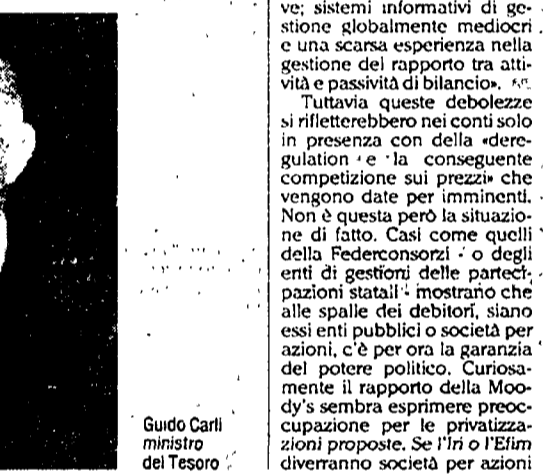 Guido Carli
ministro
del Tesoro
ve; sistemi informativi di ge-
stione globalmente mediocri
e una scarsa esperienza nella
gestione del rapporto tra atti-
vità e passività di bilancio».
Tuttavia queste debolezze
si rifletterebbero nei conti solo
in presenza con della «dere-
gulation e la conseguente
competizione sui prezzi» che
vengono date per imminenti.
Non è questa però la situazio-
ne di fatto. Casi come quelli
della Federconsorzi - o degli
enti di gestioni delle parteci-
pazioni statali - mostrano che
alle spalle dei debitori, siano
essi enti pubblici o società per
azioni, c'è per ora la garanzia
del potere politico. Curiosa-
mente il rapporto della Moo-
dy's sembra esprimere preoc-
cupazione per le privatizza-
zioni proposte. Se l'Iri o l'Efim
diverranno società per azioni